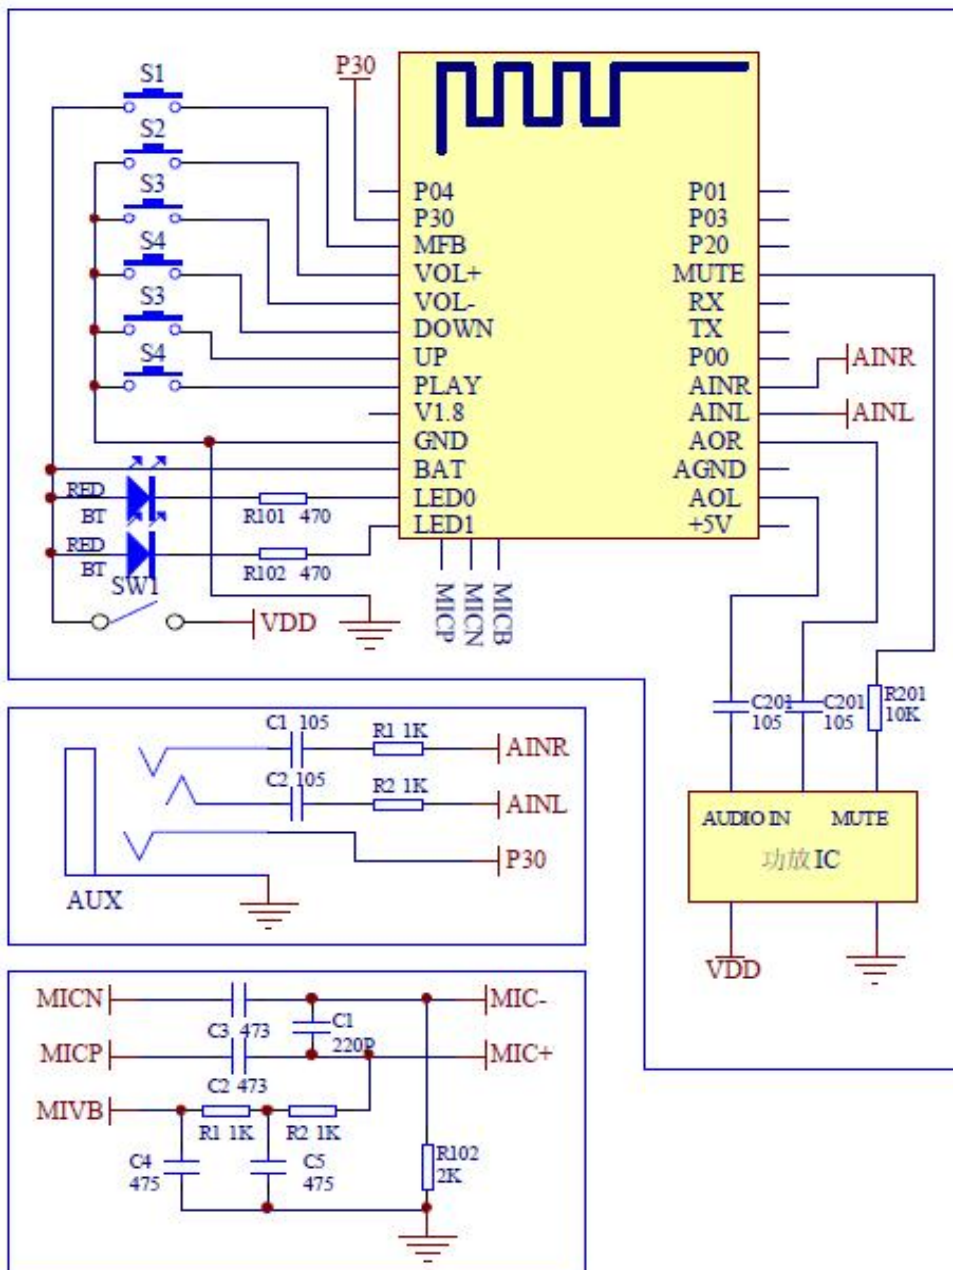 P30
S1
S2
S3
S4
S3
S4
P04
P30
MFB
VOL+
VOL-
DOWN
UP
PLAY
V1.8
GND
BAT
LED0
LED1
P01
P03
P20
MUTE
RX
TX
P00
AINR
AINL
AOR
AGND
AOL
+5V
AINR
AINL
MICP
MICN
MICB
RED
BT
R101 470
RED
BT
R102 470
SW1
VDD
C201
105
C201
105
R201
10K
AUDIO IN MUTE
功放 IC
VDD
C1 105
R1 1K
AINR
C2 105
R2 1K
AINL
P30
AUX
MICN
C3 473
C1
220P
MIC-
MICP
C2 473
MIC+
MIVB
R1 1K
R2 1K
C4
475
C5
475
R102
2K